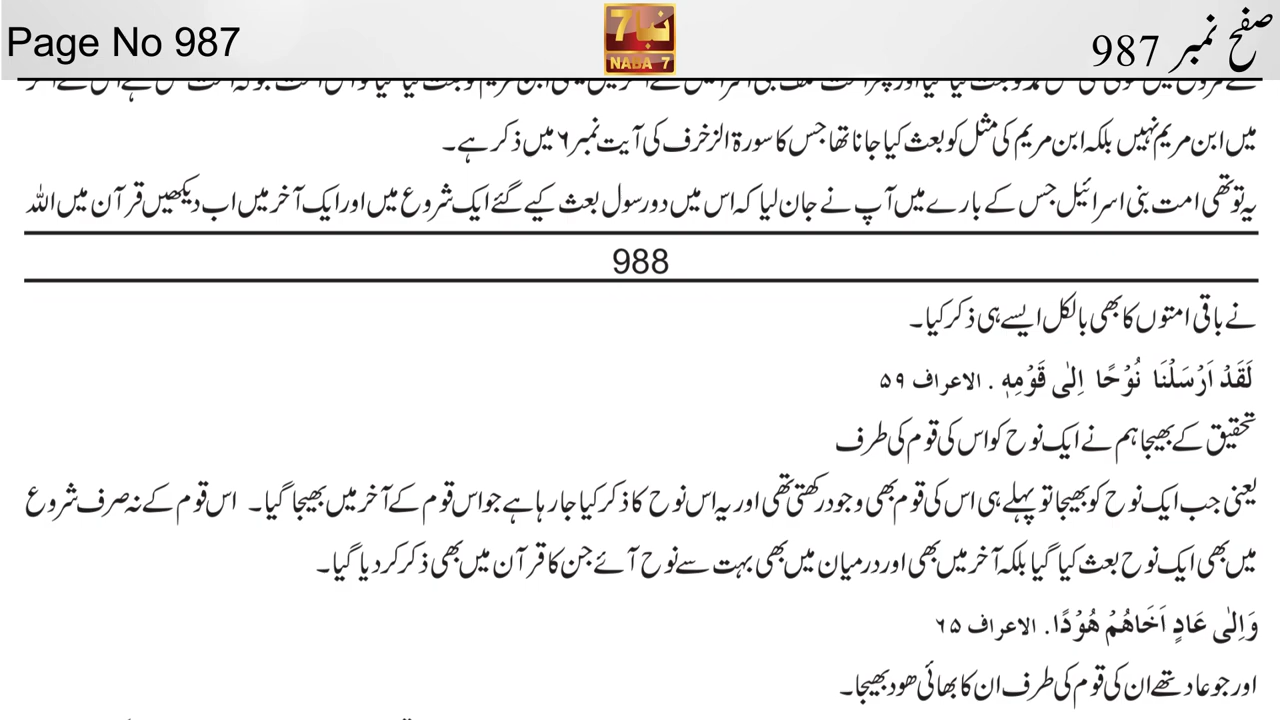 Page No 987
نبا 7
NABA 7
صفحہ نمبر 987
میں ابن مریم نہیں بلکہ ابن مریم کی مثل کو بعث کیا جانا تھا جس کا سورۃ الزخرف کی آیت نمبر ۶ میں ذکر ہے۔
یہ تو تھی امت بنی اسرائیل جس کے بارے میں آپ نے جان لیا کہ اس میں دو رسول بعث کیے گئے ایک شروع میں اور ایک آخر میں اب دیکھیں قرآن میں اللہ
988
نے باقی امتوں کا بھی بالکل ایسے ہی ذکر کیا۔
لَقَدۡ اَرۡسَلۡنَا نُوۡحًا اِلٰی قَوۡمِهٖ . الاعراف ۵۹
تحقیق کے بھیجا ہم نے ایک نوح کو اس کی قوم کی طرف
یعنی جب ایک نوح کو بھیجا تو پہلے ہی اس کی قوم بھی وجود رکھتی تھی اور یہ اس نوح کا ذکر کیا جا رہا ہے جو اس قوم کے آخر میں بھیجا گیا۔ اس قوم کے نہ صرف شروع
میں بھی ایک نوح بعث کیا گیا بلکہ آخر میں بھی اور درمیان میں بھی بہت سے نوح آئے جن کا قرآن میں بھی ذکر کر دیا گیا۔
وَاِلٰی عَادٍ اَخَاهُمۡ هُوۡدًا. الاعراف ۶۵
اور جو عاد تھے ان کی قوم کی طرف ان کا بھائی ھود بھیجا۔